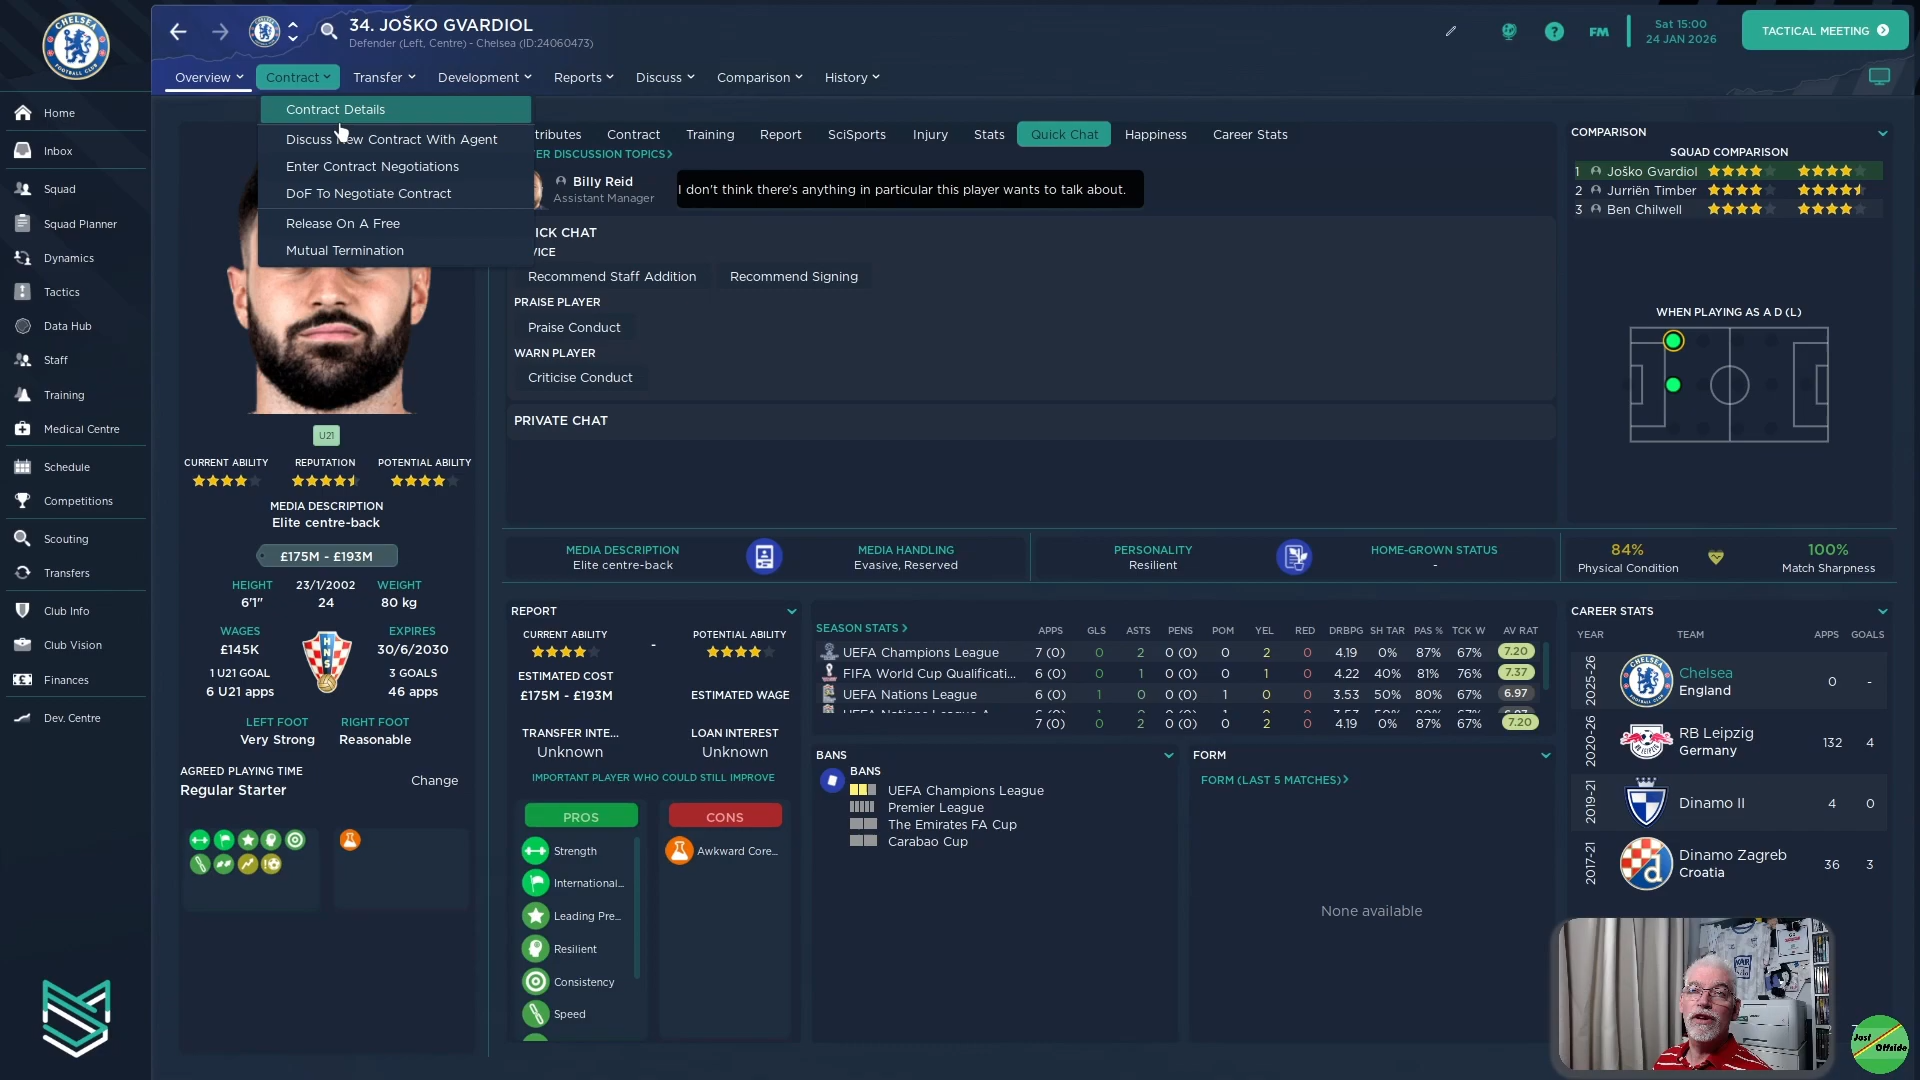 CHELSEA
FOOTBALL CLUB
34. JOŠKO GVARDIOL
Defender (Left, Centre) - Chelsea (ID:24060473)
FM
Sat 15:00
24 JAN 2026
TACTICAL MEETING
Overview
Contract
Transfer
Development
Reports
Discuss
Comparison
History
Home
Inbox
Squad
Squad Planner
Dynamics
Tactics
Data Hub
Staff
Training
Medical Centre
Schedule
Competitions
Scouting
Transfers
Club Info
Club Vision
Finances
Dev. Centre
Contract Details
Discuss New Contract With Agent
Enter Contract Negotiations
DoF To Negotiate Contract
Release On A Free
Mutual Termination
tributes
Contract
Training
Report
SciSports
Injury
Stats
Quick Chat
Happiness
Career Stats
ER DISCUSSION TOPICS
Billy Reid
Assistant Manager
I don't think there's anything in particular this player wants to talk about.
ICK CHAT
VICE
Recommend Staff Addition
Recommend Signing
PRAISE PLAYER
Praise Conduct
WARN PLAYER
Criticise Conduct
PRIVATE CHAT
COMPARISON
SQUAD COMPARISON
1 Joško Gvardiol
2 Jurriën Timber
3 Ben Chilwell
WHEN PLAYING AS A D (L)
U21
CURRENT ABILITY
REPUTATION
POTENTIAL ABILITY
MEDIA DESCRIPTION
Elite centre-back
£175M - £193M
HEIGHT 23/1/2002 WEIGHT
6'1" 24 80 kg
WAGES EXPIRES
£145K 30/6/2030
HNS
1 U21 GOAL 3 GOALS
6 U21 apps 46 apps
LEFT FOOT RIGHT FOOT
Very Strong Reasonable
AGREED PLAYING TIME
Regular Starter
Change
MEDIA DESCRIPTION
Elite centre-back
MEDIA HANDLING
Evasive, Reserved
PERSONALITY
Resilient
HOME-GROWN STATUS
-
84%
Physical Condition
100%
Match Sharpness
REPORT
CURRENT ABILITY - POTENTIAL ABILITY
ESTIMATED COST
£175M - £193M
ESTIMATED WAGE
TRANSFER INTE...
Unknown
LOAN INTEREST
Unknown
IMPORTANT PLAYER WHO COULD STILL IMPROVE
PROS
Strength
International...
Leading Pre...
Resilient
Consistency
Speed
CONS
Awkward Core...
SEASON STATS APPS GLS ASTS PENS POM YEL RED DRBPG SH TAR PAS % TCK W AV RAT
UEFA Champions League 7 (0) 0 2 0 (0) 0 2 0 4.19 0% 87% 67% 7.20
FIFA World Cup Qualificati... 6 (0) 0 1 0 (0) 1 1 0 4.22 40% 81% 76% 7.37
UEFA Nations League 6 (0) 1 0 0 (0) 1 0 0 3.53 50% 80% 67% 6.97
7 (0) 0 2 0 (0) 0 2 0 4.19 0% 87% 67% 7.20
BANS
BANS
UEFA Champions League
Premier League
The Emirates FA Cup
Carabao Cup
FORM
FORM (LAST 5 MATCHES)
None available
CAREER STATS
YEAR TEAM APPS GOALS
2025-26 Chelsea 0 -
England
2020-26 RB Leipzig 132 4
Germany
2019-21 Dinamo II 4 0
2017-21 Dinamo Zagreb 36 3
Croatia
Just
Offside